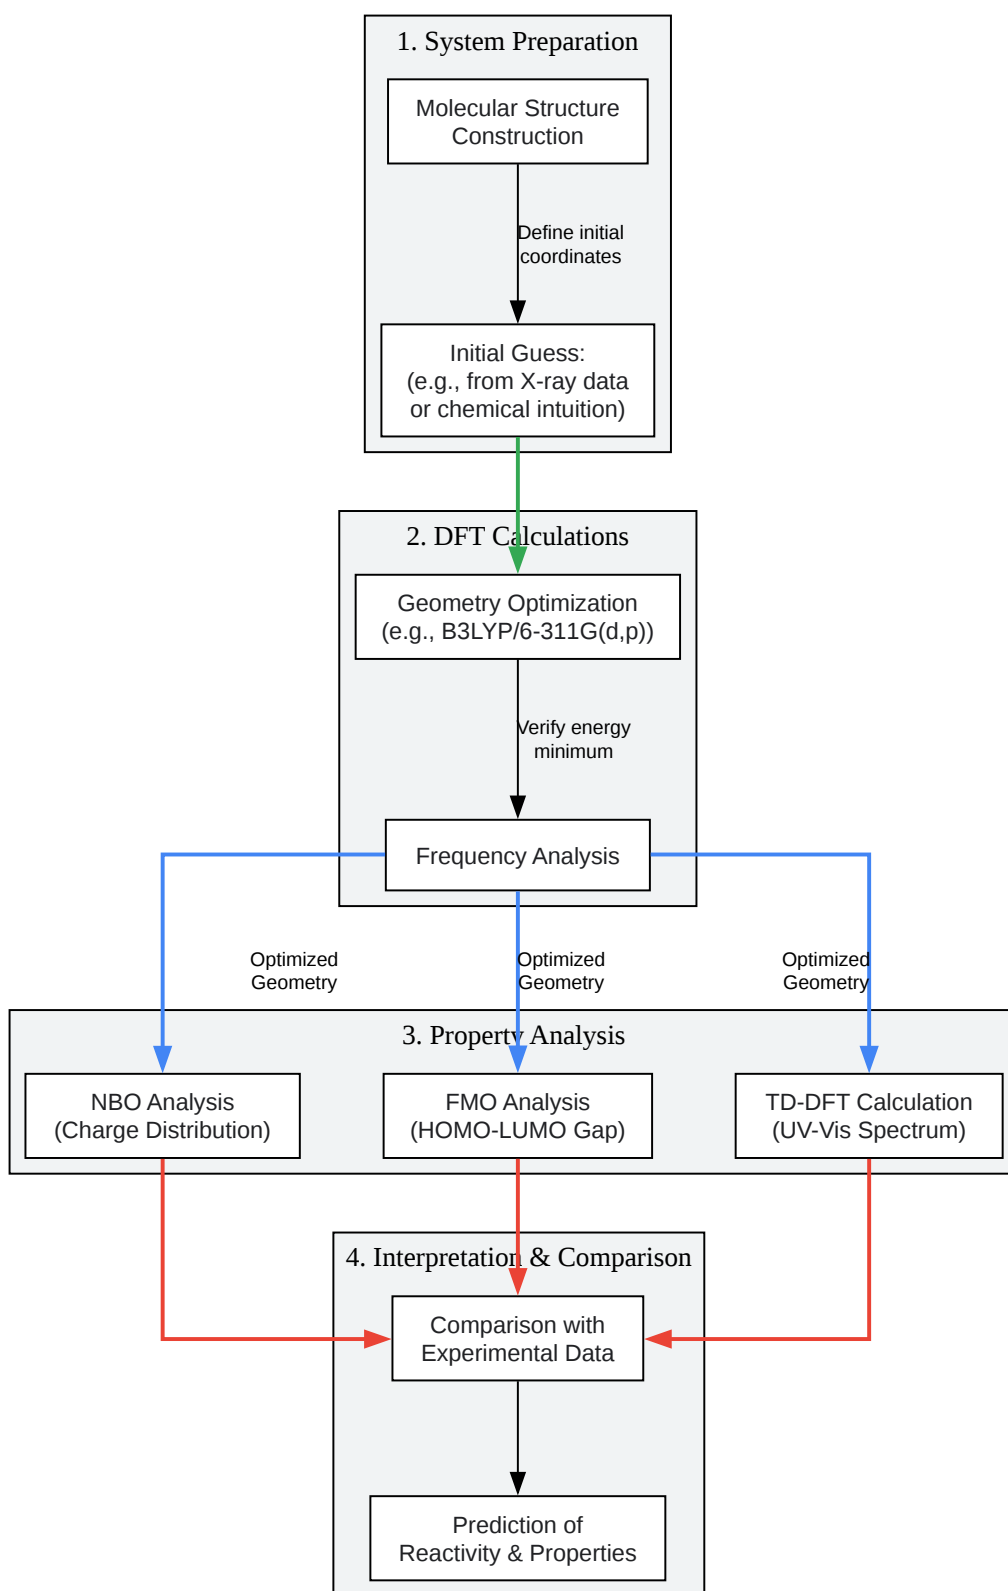 1. System Preparation
Molecular Structure
Construction
Define initial
coordinates
Initial Guess:
(e.g., from X-ray data
or chemical intuition)
2. DFT Calculations
Geometry Optimization
(e.g., B3LYP/6-311G(d,p))
Verify energy
minimum
Frequency Analysis
Optimized
Geometry
Optimized
Geometry
Optimized
Geometry
3. Property Analysis
NBO Analysis
(Charge Distribution)
FMO Analysis
(HOMO-LUMO Gap)
TD-DFT Calculation
(UV-Vis Spectrum)
4. Interpretation & Comparison
Comparison with
Experimental Data
Prediction of
Reactivity & Properties